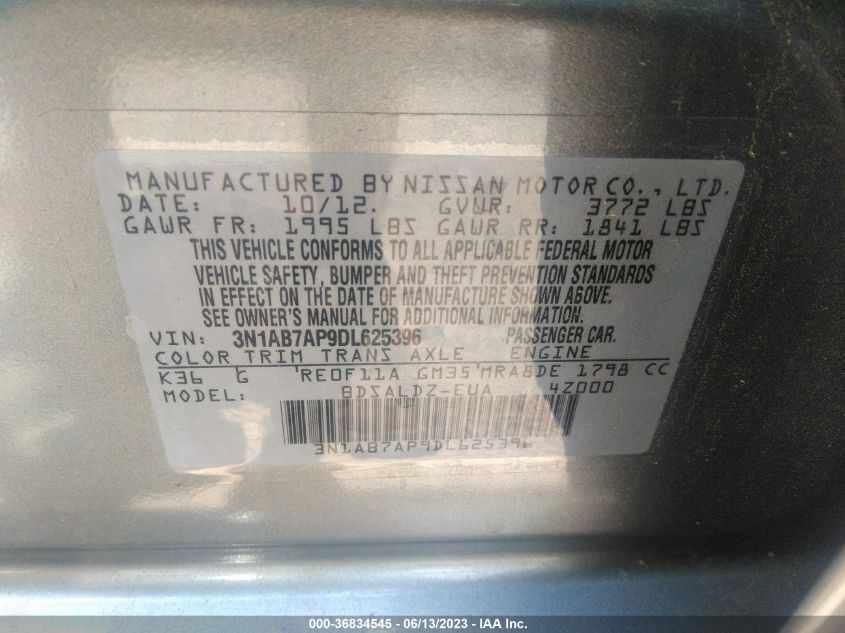 MANUFACTURED BY NISSAN MOTOR CO., LTD.
DATE: 10/12. GVWR: 3772 LBS
GAWR FR: 1995 LBS GAWR RR: 1841 LBS
THIS VEHICLE CONFORMS TO ALL APPLICABLE FEDERAL MOTOR
VEHICLE SAFETY, BUMPER AND THEFT PREVENTION STANDARDS
IN EFFECT ON THE DATE OF MANUFACTURE SHOWN ABOVE.
SEE OWNER'S MANUAL FOR ADDITIONAL INFORMATION.
VIN: 3N1AB7AP9DL625396 PASSENGER CAR.
COLOR TRIM TRANS AXLE ENGINE
K36 G 'RE0F11A GM35'MRA8DE 1798 CC
MODEL: BDSALDZ-EUA 4Z000
3N1AB7AP9DL625396
000-36834545 - 06/13/2023 - IAA Inc.